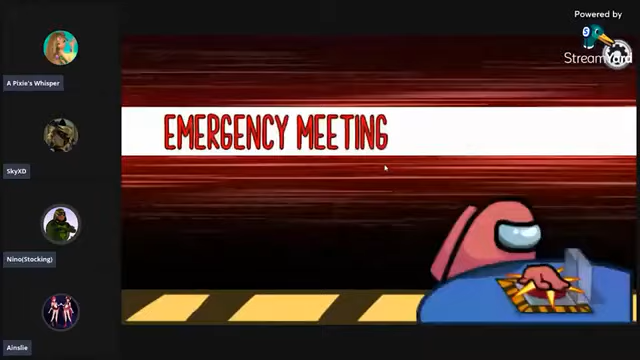 Powered by
S
StreamYard
EMERGENCY MEETING
A Pixie's Whisper
SkyXD
Nino(Stocking)
Ainslie